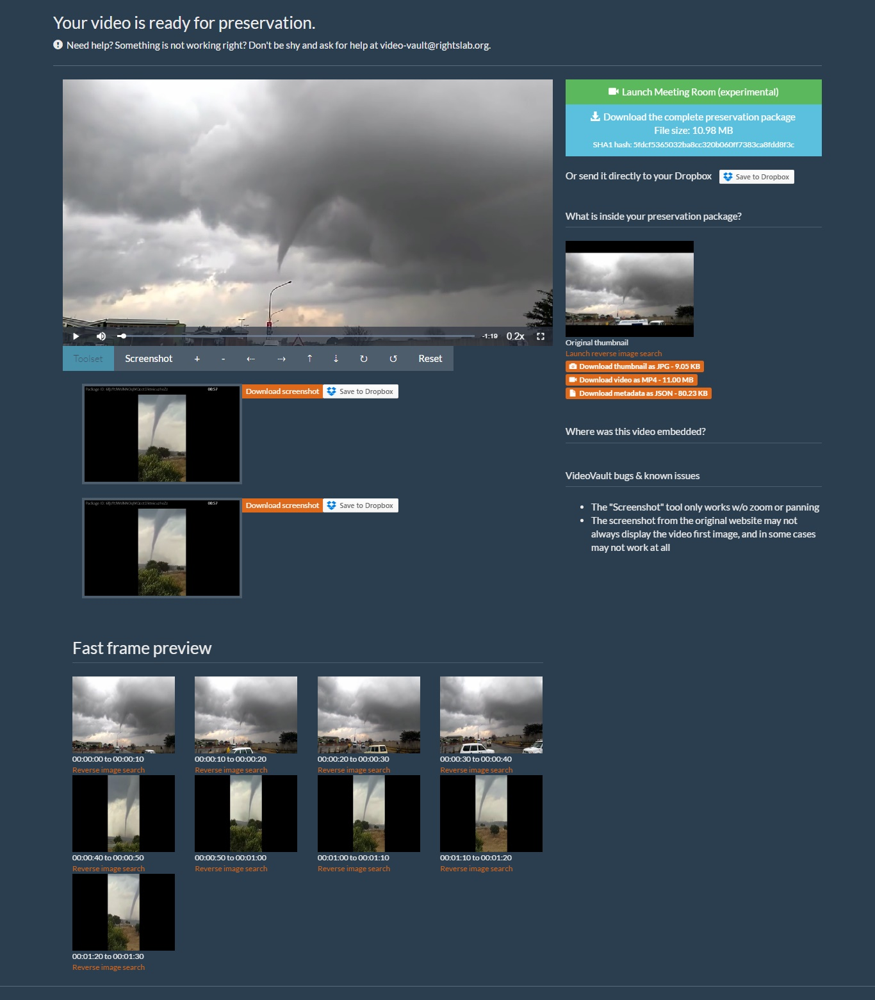 Your video is ready for preservation.
Need help? Something is not working right? Don't be shy and ask for help at video-vault@rightslab.org.
Launch Meeting Room (experimental)
Download the complete preservation package
File size: 10.98 MB
SHA1 hash: 5fdcf5365032ba8cc320b060ff7383ca8fdd8f3c
Or send it directly to your Dropbox Save to Dropbox
What is inside your preservation package?
-1:19 0.2x
Original thumbnail
Launch reverse image search
Download thumbnail as JPG - 9.05 KB
Download video as MP4 - 11.00 MB
Download metadata as JSON - 80.23 KB
Toolset Screenshot + - ← → ↑ ↓ ↻ ↺ Reset
Package ID: 00:57
Download screenshot Save to Dropbox
Package ID: 00:57
Download screenshot Save to Dropbox
Where was this video embedded?
VideoVault bugs & known issues
• The "Screenshot" tool only works w/o zoom or panning
• The screenshot from the original website may not
always display the video first image, and in some cases
may not work at all
Fast frame preview
00:00:00 to 00:00:10 00:00:10 to 00:00:20 00:00:20 to 00:00:30 00:00:30 to 00:00:40
Reverse image search Reverse image search Reverse image search Reverse image search
00:00:40 to 00:00:50 00:00:50 to 00:01:00 00:01:00 to 00:01:10 00:01:10 to 00:01:20
Reverse image search Reverse image search Reverse image search Reverse image search
00:01:20 to 00:01:30
Reverse image search